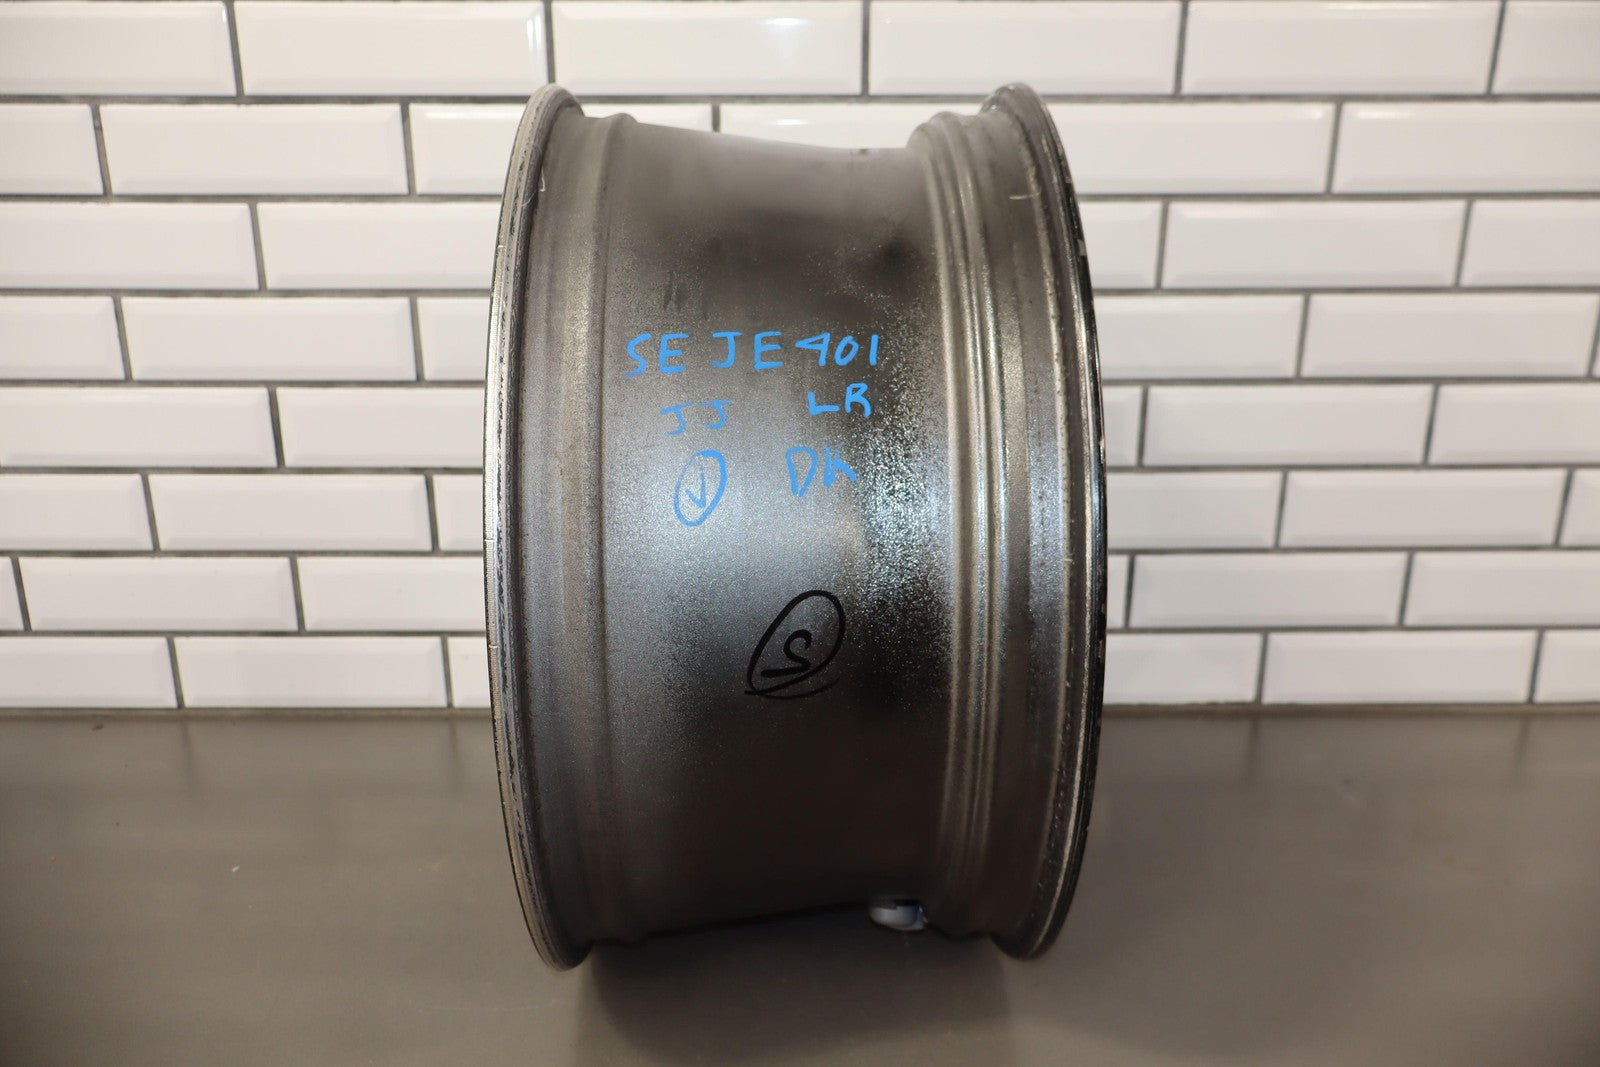 SE JE401
JJ LR
✓ DK
S